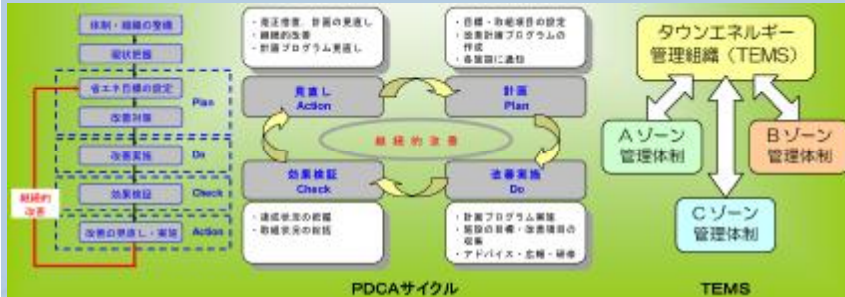 体制・組織の整備
現状把握
省エネ目標の設定
改善対策
Plan
改善実施
Do
効果検証
Check
改善の見直し・実施
Action
継続的
改善
・是正措置、計画の見直し
・継続的改善
・計画プログラム見直し
・目標・取組項目の設定
・改善計画プログラムの
作成
・各施設に通知
見直し
Action
計画
Plan
継続的改善
効果検証
Check
改善実施
Do
・達成状況の把握
・取組状況の総括
・計画プログラム実施
・施設の目標・改善項目の
収集
・アドバイス・広報・研修
PDCAサイクル
タウンエネルギー
管理組織（TEMS）
Aゾーン
管理体制
Bゾーン
管理体制
Cゾーン
管理体制
TEMS